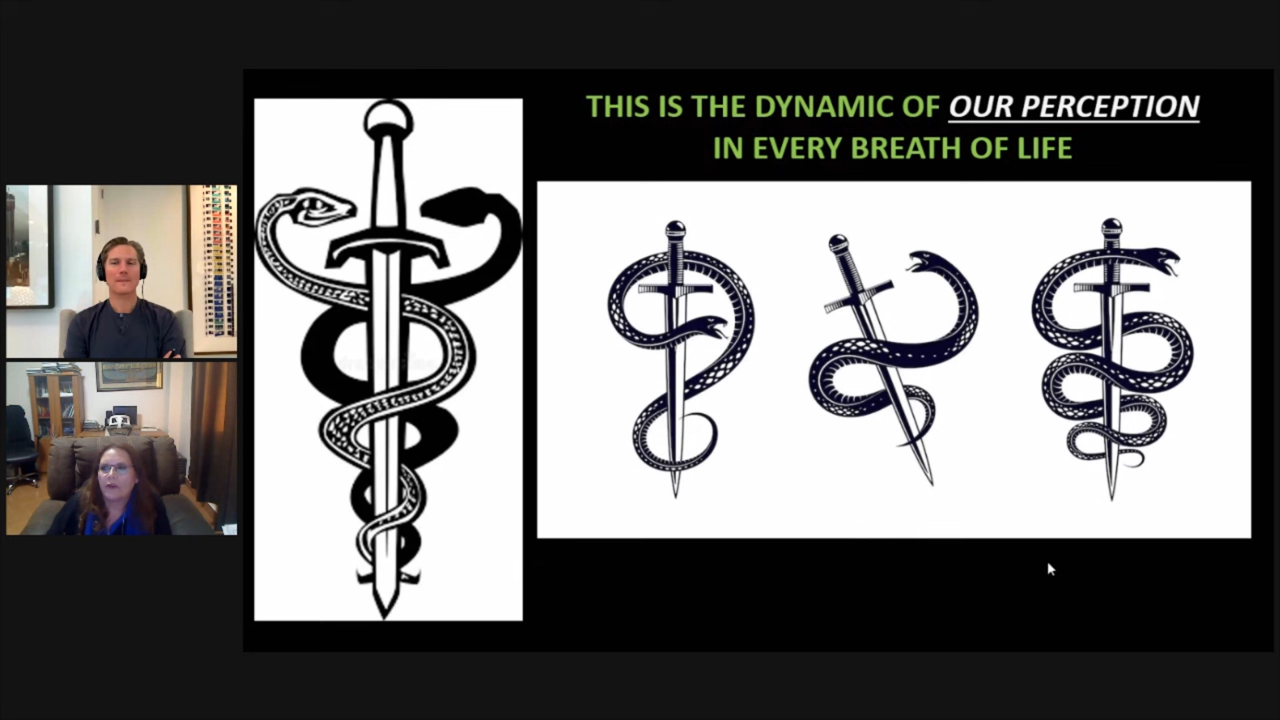 THIS IS THE DYNAMIC OF OUR PERCEPTION
IN EVERY BREATH OF LIFE